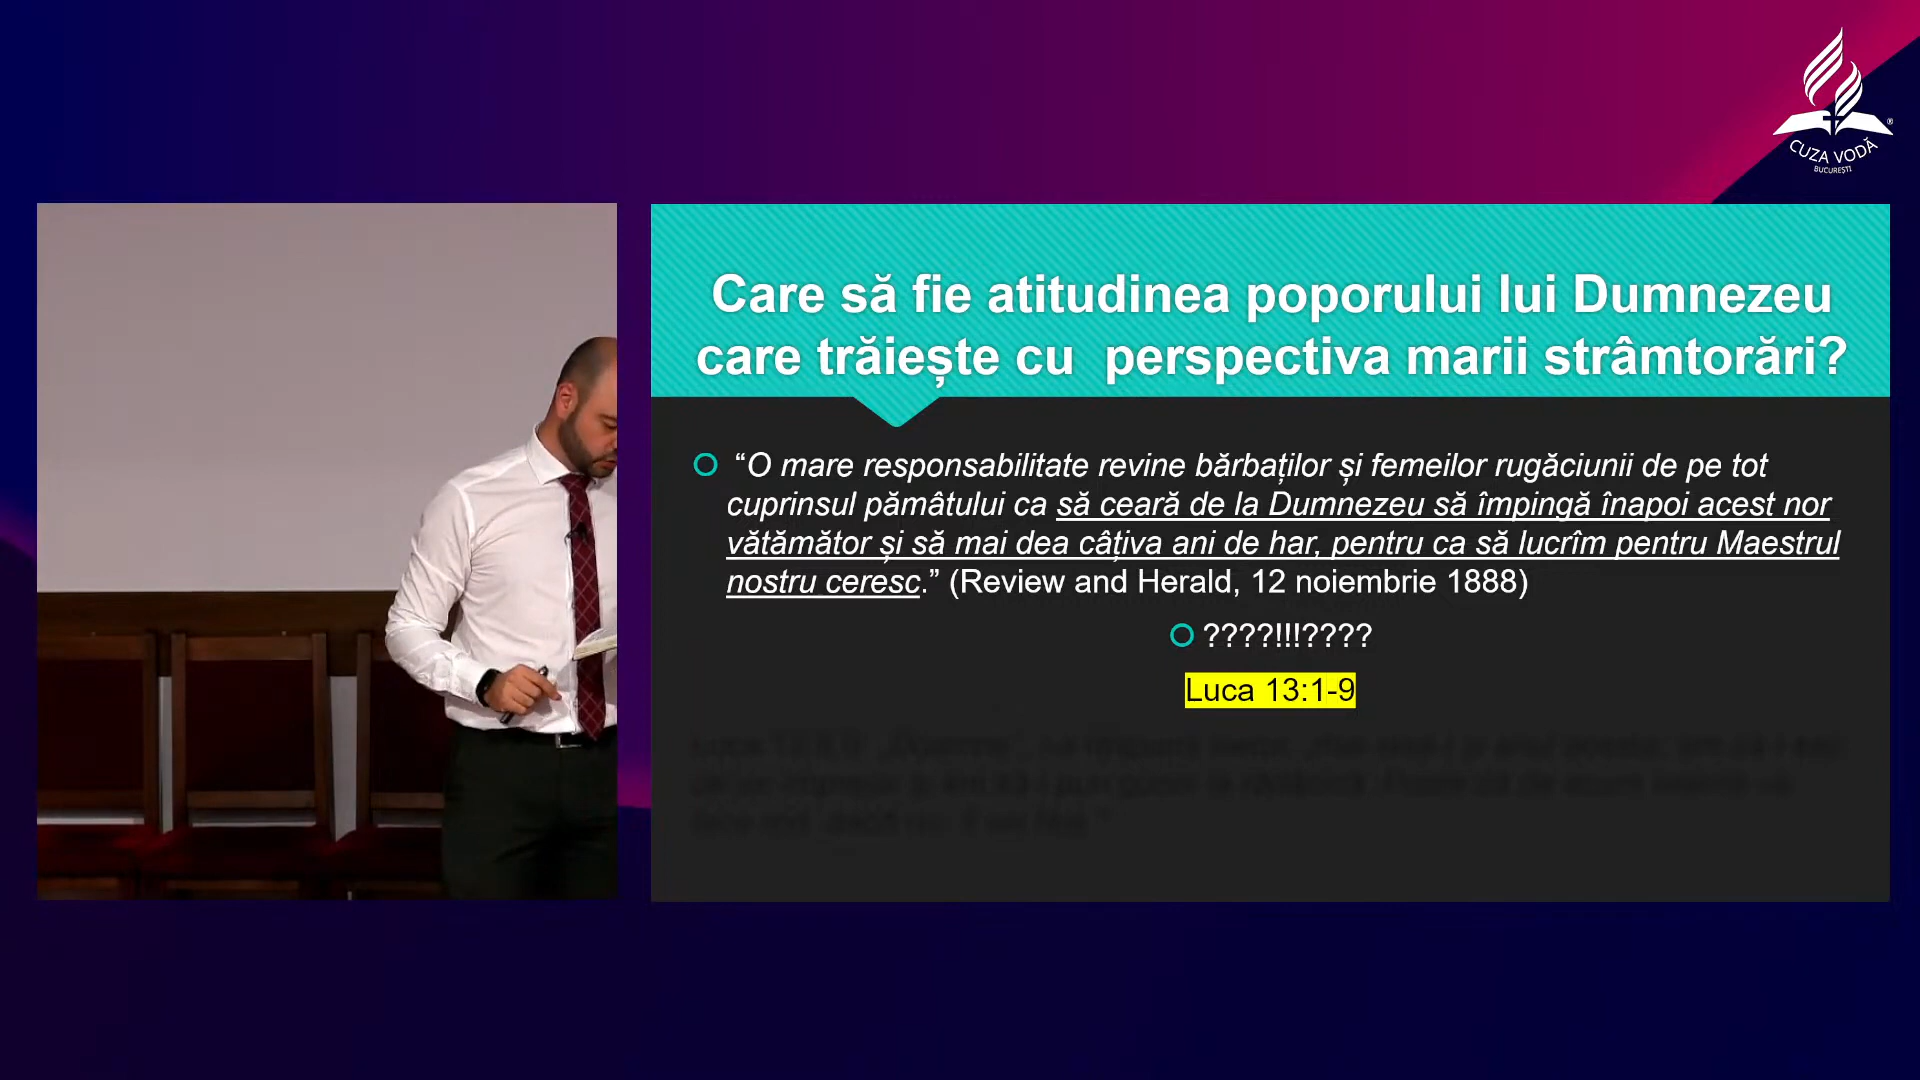 CUZA VODĂ
BUCUREȘTI
Care să fie atitudinea poporului lui Dumnezeu
care trăiește cu perspectiva marii strâmtorări?
“O mare responsabilitate revine bărbaților și femeilor rugăciunii de pe tot
cuprinsul pământului ca să ceară de la Dumnezeu să împingă înapoi acest nor
vătămător și să mai dea câțiva ani de har, pentru ca să lucrîm pentru Maestrul
nostru ceresc.” (Review and Herald, 12 noiembrie 1888)
????!!!????
Luca 13:1-9